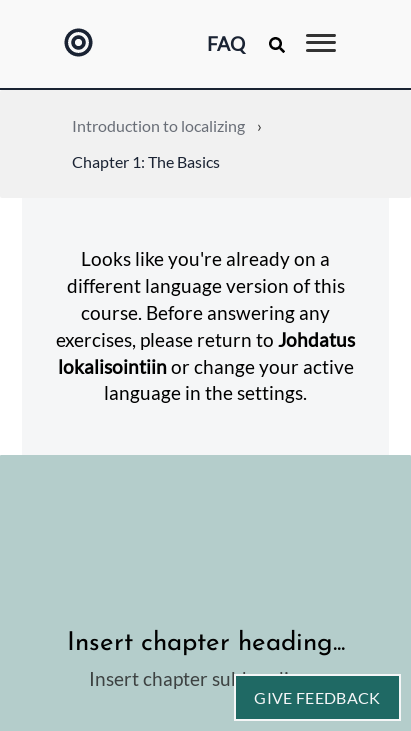 FAQ
Introduction to localizing ›
Chapter 1: The Basics
Looks like you're already on a
different language version of this
course. Before answering any
exercises, please return to Johdatus
lokalisointiin or change your active
language in the settings.
Insert chapter heading...
Insert chapter
GIVE FEEDBACK